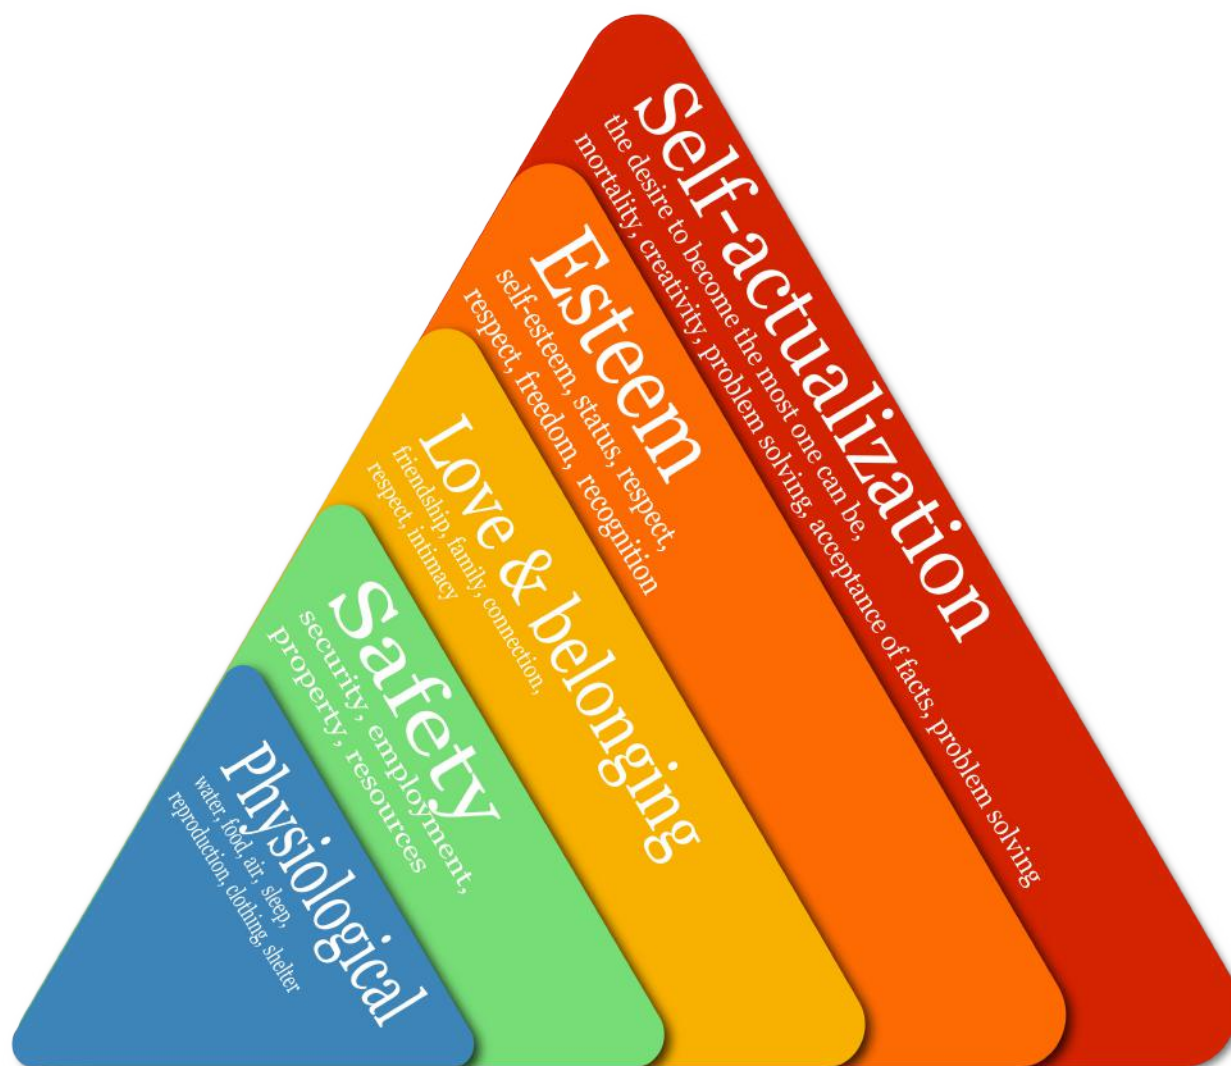 Self-actualization
the desire to become the most one can be,
mortality, creativity, problem solving, acceptance of facts, problem solving
Esteem
self-esteem, status, respect,
respect, freedom, recognition
Love & belonging
friendship, family, connection,
respect, intimacy
Safety
security, employment,
property, resources
Physiological
water, food, air, sleep,
reproduction, clothing, shelter